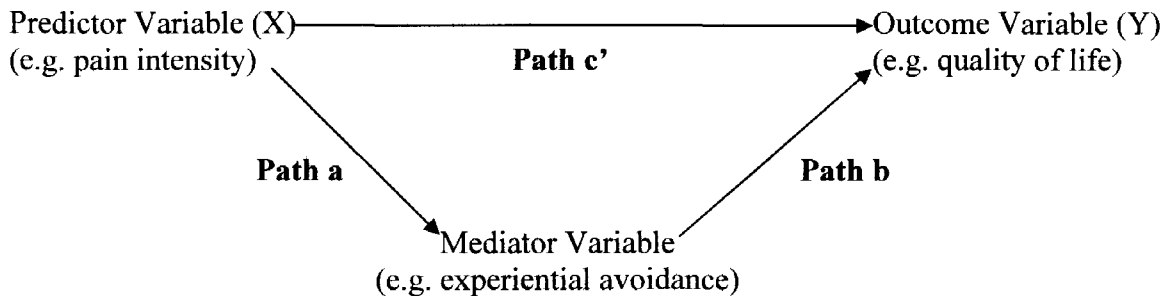 Predictor Variable (X)
(e.g. pain intensity)
Path c’
Outcome Variable (Y)
(e.g. quality of life)
Path a
Path b
Mediator Variable
(e.g. experiential avoidance)